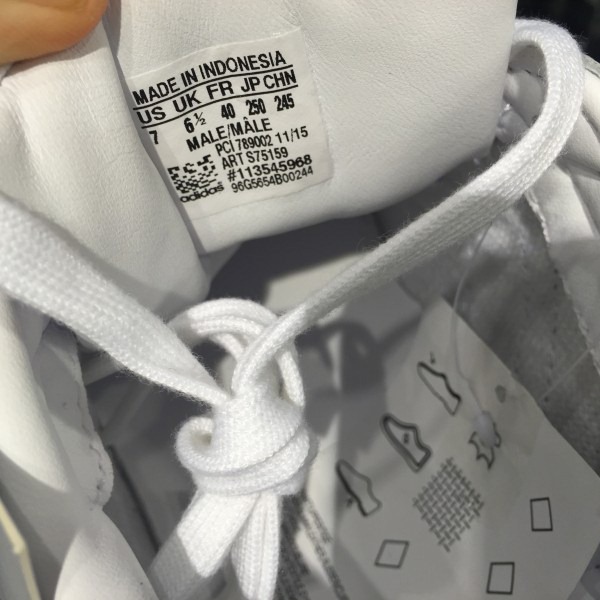 MADE IN INDONESIA
US UK FR JP CHN
7 6½ 40 250 245
MALE/MÂLE
PCI 789002 11/15
ART S75159
#113545968
adidas 96G5654B00244